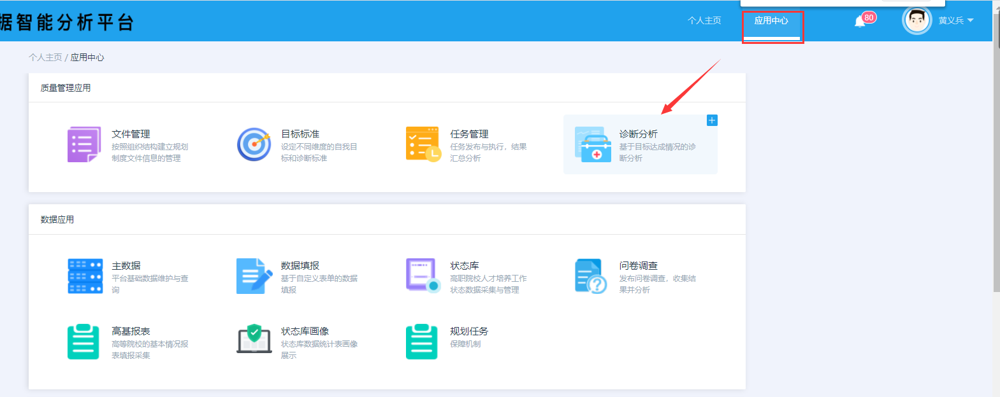 据智能分析平台
个人主页
应用中心
80
黄义兵
个人主页 / 应用中心
质量管理应用
文件管理
按照组织结构建立规划
制度文件信息的管理
目标标准
设定不同维度的自我目
标和诊断标准
任务管理
任务发布与执行，结果
汇总分析
诊断分析
基于目标达成情况的诊
断分析
数据应用
主数据
平台基础数据维护与查
询
数据填报
基于自定义表单的数据
填报
状态库
高职院校人才培养工作
状态数据采集与管理
问卷调查
发布问卷调查，收集结
果并分析
高基报表
高等院校的基本情况报
表填报采集
状态库画像
状态库数据统计表画像
展示
规划任务
保障机制